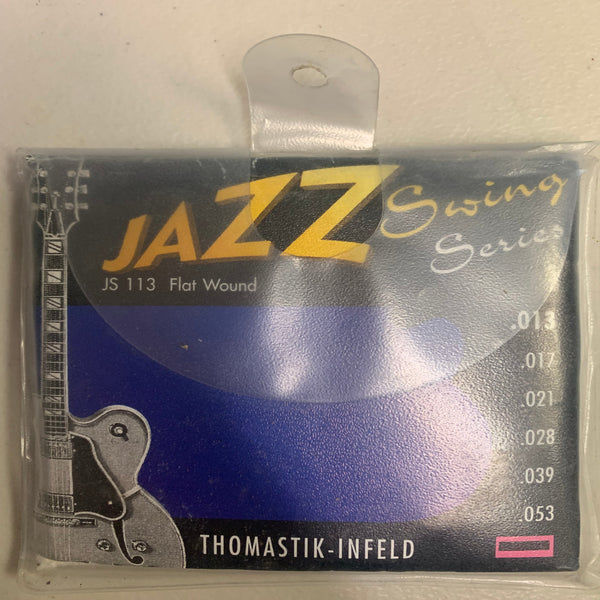 JAZZ Swing
Series
JS 113 Flat Wound
.013
.017
.021
.028
.039
.053
THOMASTIK-INFELD